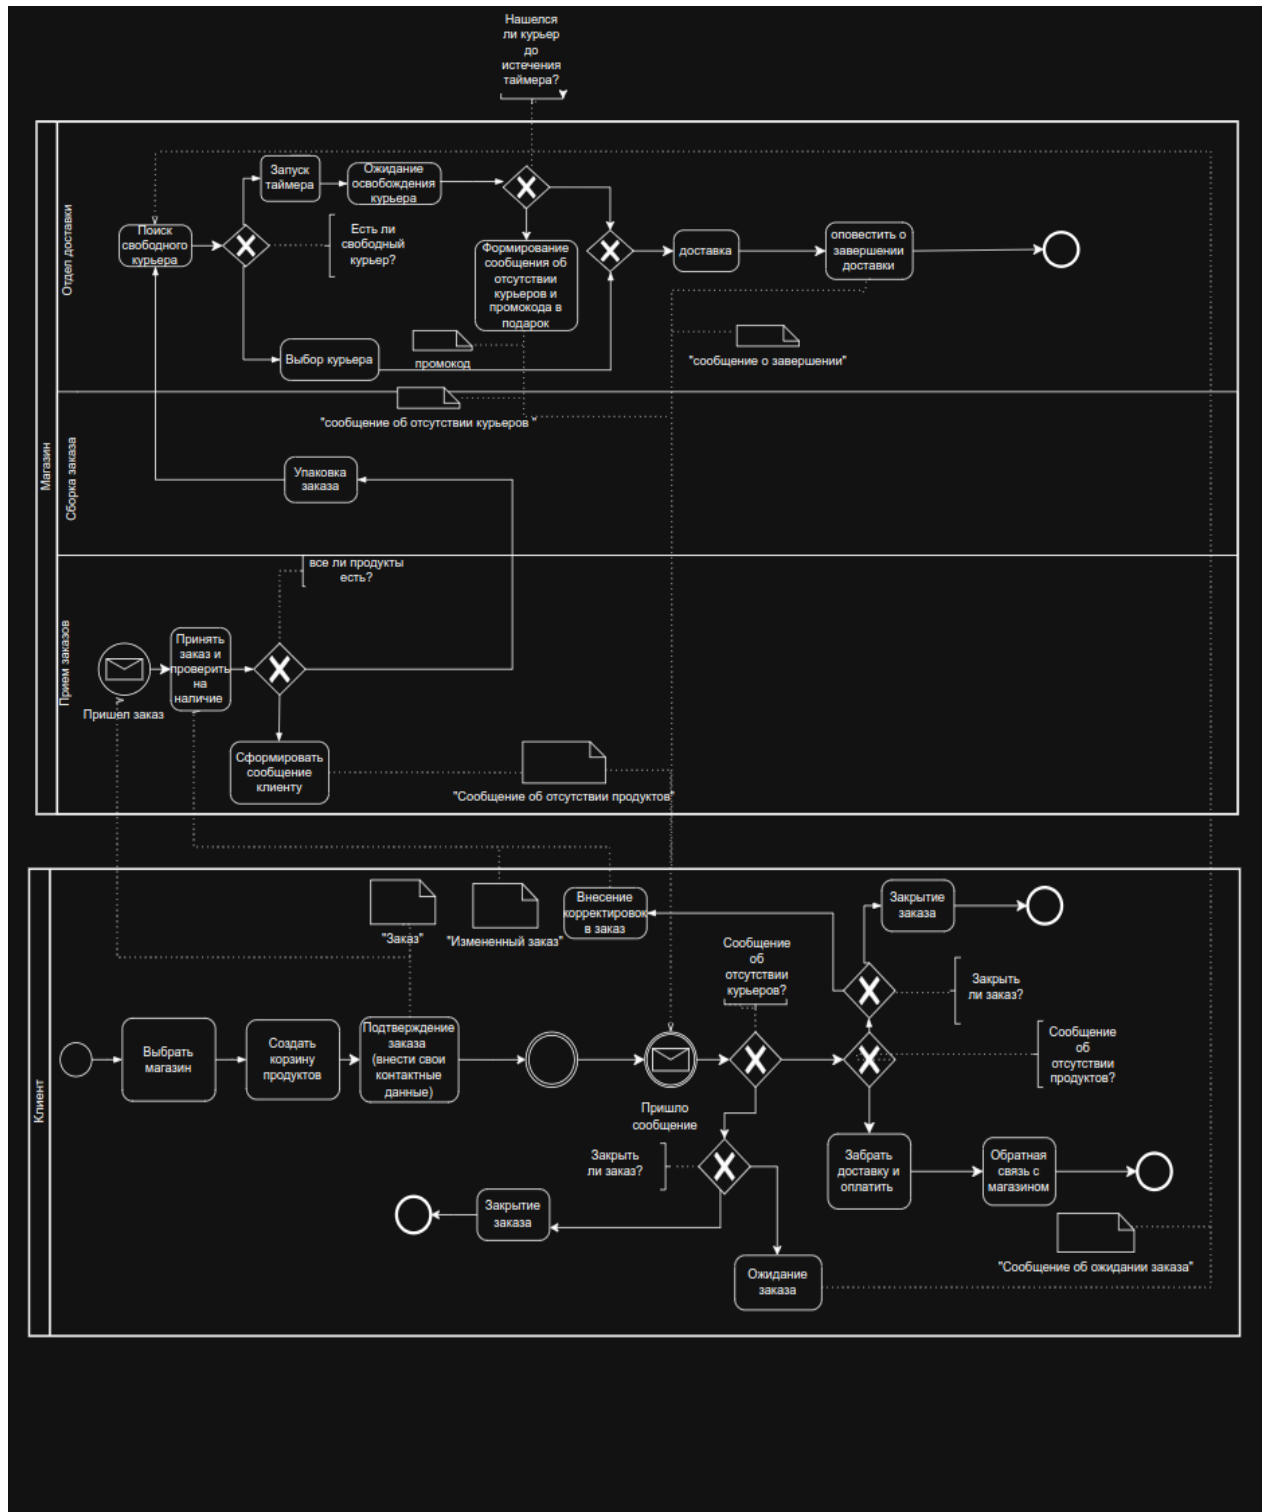 Нашелся
ли курьер
до
истечения
таймера?
Магазин
Отдел доставки
Запуск
таймера
Ожидание
освобождения
курьера
Поиск
свободного
курьера
Есть ли
свободный
курьер?
Формирование
сообщения об
отсутствии
курьеров и
промокода в
подарок
доставка
оповестить о
завершении
доставки
Выбор курьера
промокод
"сообщение о завершении"
"сообщение об отсутствии курьеров "
Сборка заказа
Упаковка
заказа
Прием заказов
все ли продукты
есть?
Принять
заказ и
проверить
на
наличие
Пришел заказ
Сформировать
сообщение
клиенту
"Сообщение об отсутствии продуктов"
Клиент
"Заказ"
"Измененный заказ"
Внесение
корректировок
в заказ
Закрытие
заказа
Сообщение
об
отсутствии
курьеров?
Закрыть
ли заказ?
Выбрать
магазин
Создать
корзину
продуктов
Подтверждение
заказа
(внести свои
контактные
данные)
Пришло
сообщение
Сообщение
об
отсутствии
продуктов?
Закрыть
ли заказ?
Забрать
доставку и
оплатить
Обратная
связь с
магазином
Закрытие
заказа
Ожидание
заказа
"Сообщение об ожидании заказа"